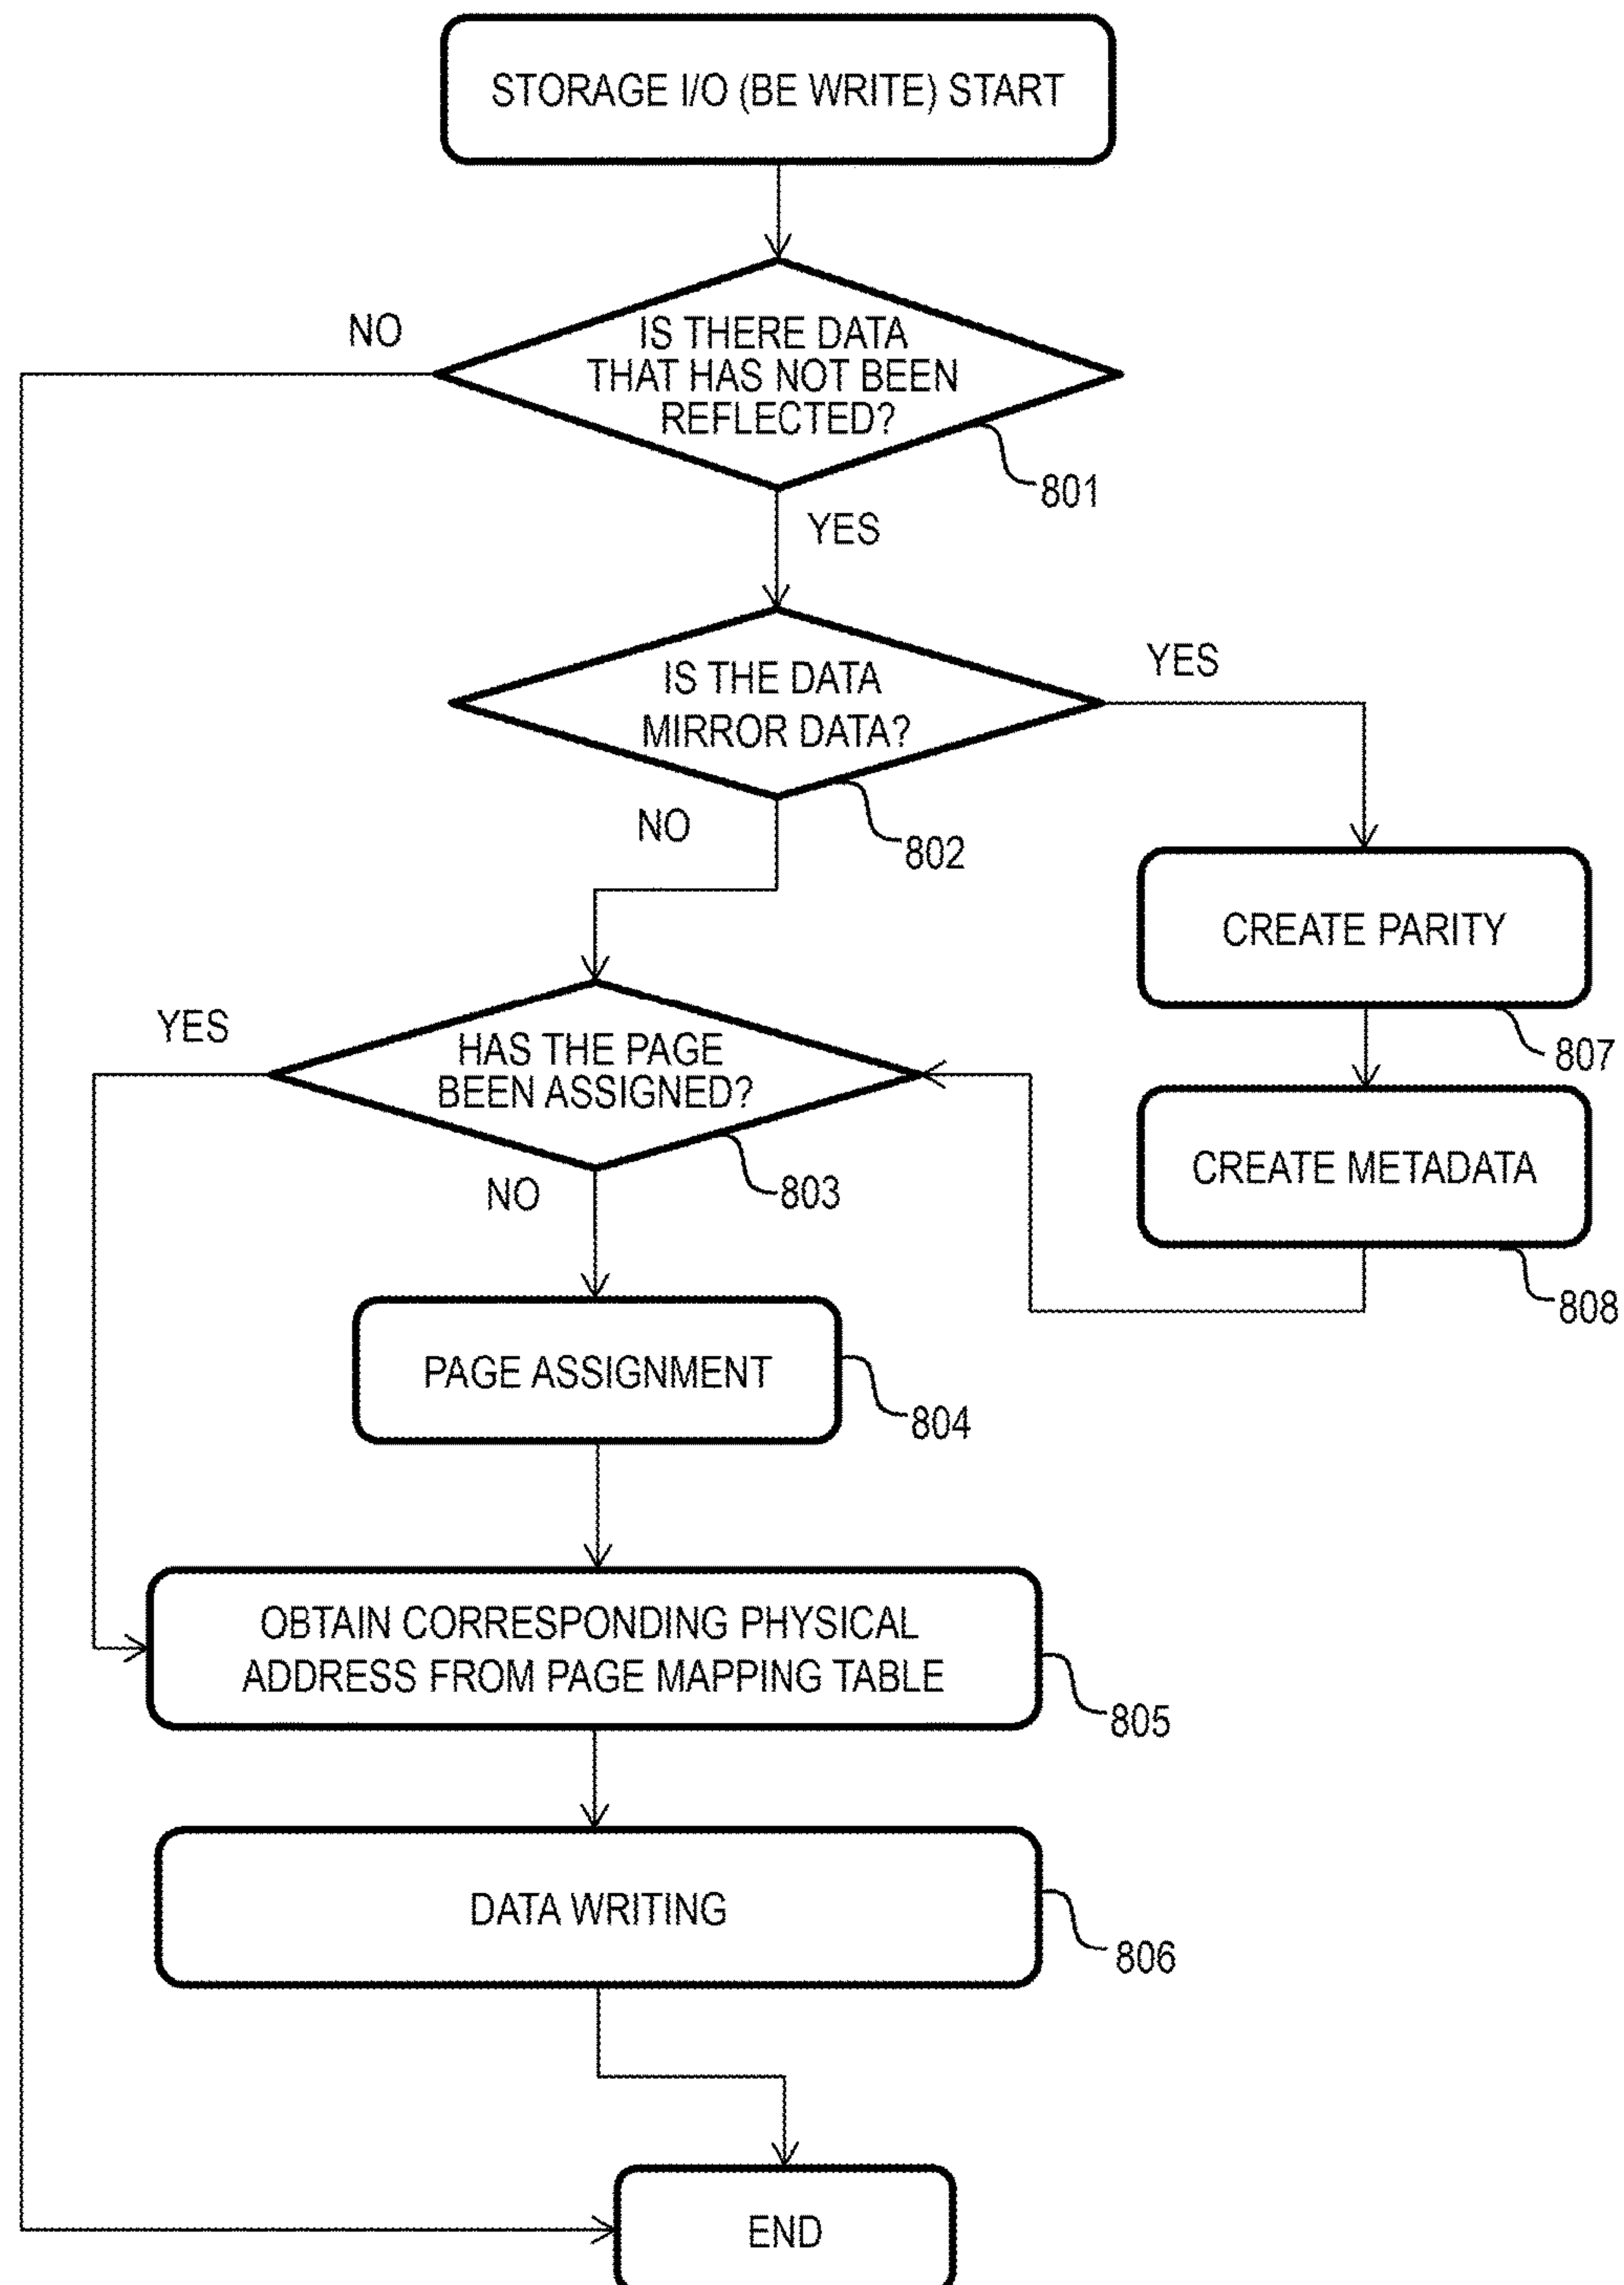 STORAGE I/O (BE WRITE) START
NO
IS THERE DATA
THAT HAS NOT BEEN
REFLECTED?
801
YES
IS THE DATA
MIRROR DATA?
YES
NO
802
CREATE PARITY
807
YES
HAS THE PAGE
BEEN ASSIGNED?
NO
803
CREATE METADATA
808
PAGE ASSIGNMENT
804
OBTAIN CORRESPONDING PHYSICAL
ADDRESS FROM PAGE MAPPING TABLE
805
DATA WRITING
806
END